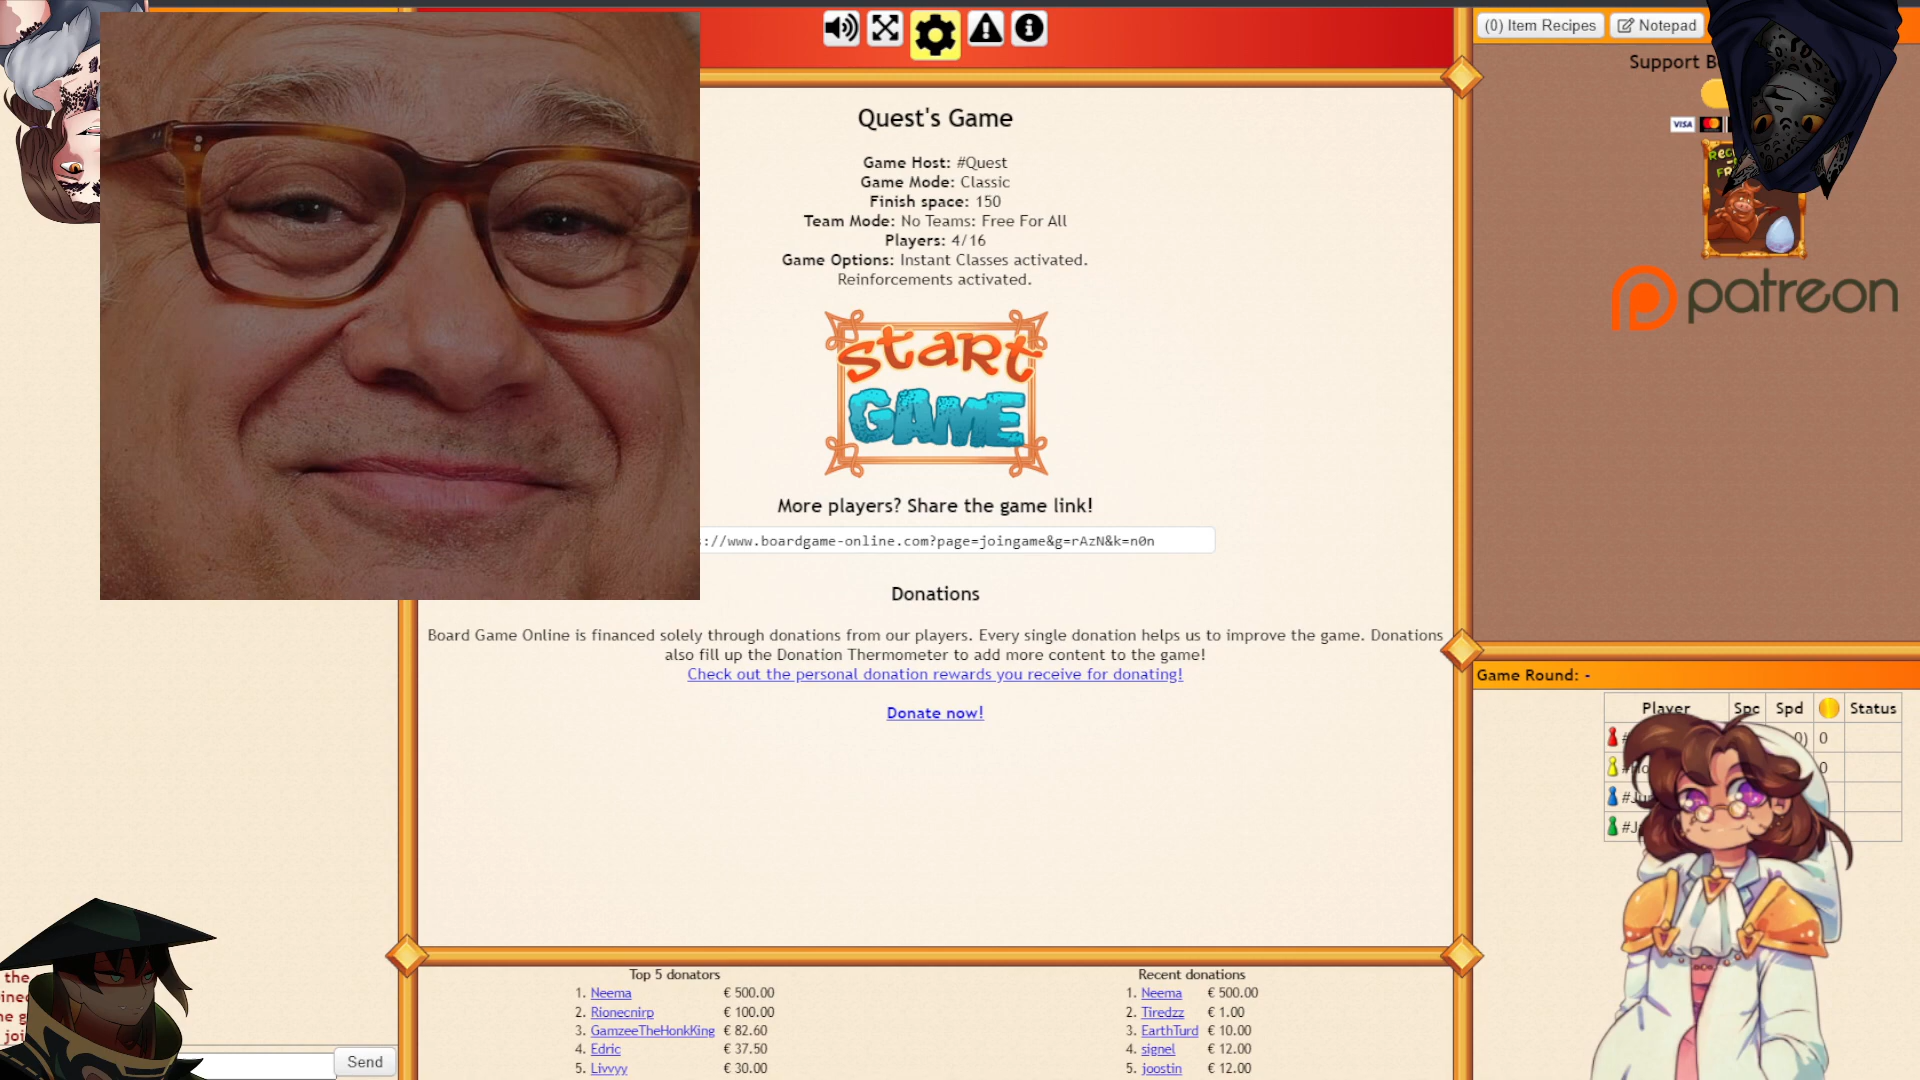 (0) Item Recipes
Notepad
Support
VISA
Quest's Game
Game Host: #Quest
Game Mode: Classic
Finish space: 150
Team Mode: No Teams: Free For All
Players: 4/16
Game Options: Instant Classes activated.
Reinforcements activated.
patreon
START
GAME
More players? Share the game link!
://www.boardgame-online.com?page=joingame&g=rAzN&k=n0n
Donations
Board Game Online is financed solely through donations from our players. Every single donation helps us to improve the game. Donations
also fill up the Donation Thermometer to add more content to the game!
Check out the personal donation rewards you receive for donating!
Donate now!
Game Round: -
Player Spc Spd Status
0) 0
0
the
Send
Top 5 donators
1. Neema € 500.00
2. Rionecnirp € 100.00
3. GamzeeTheHonkKing € 82.60
4. Edric € 37.50
5. Livvyy € 30.00
Recent donations
1. Neema € 500.00
2. Tiredzz € 1.00
3. EarthTurd € 10.00
4. signel € 12.00
5. joostin € 12.00